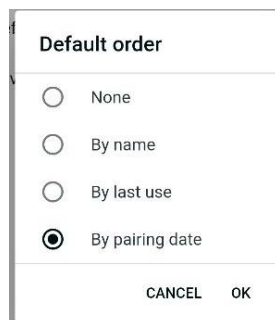 Default order
None
By name
By last use
By pairing date
CANCEL OK